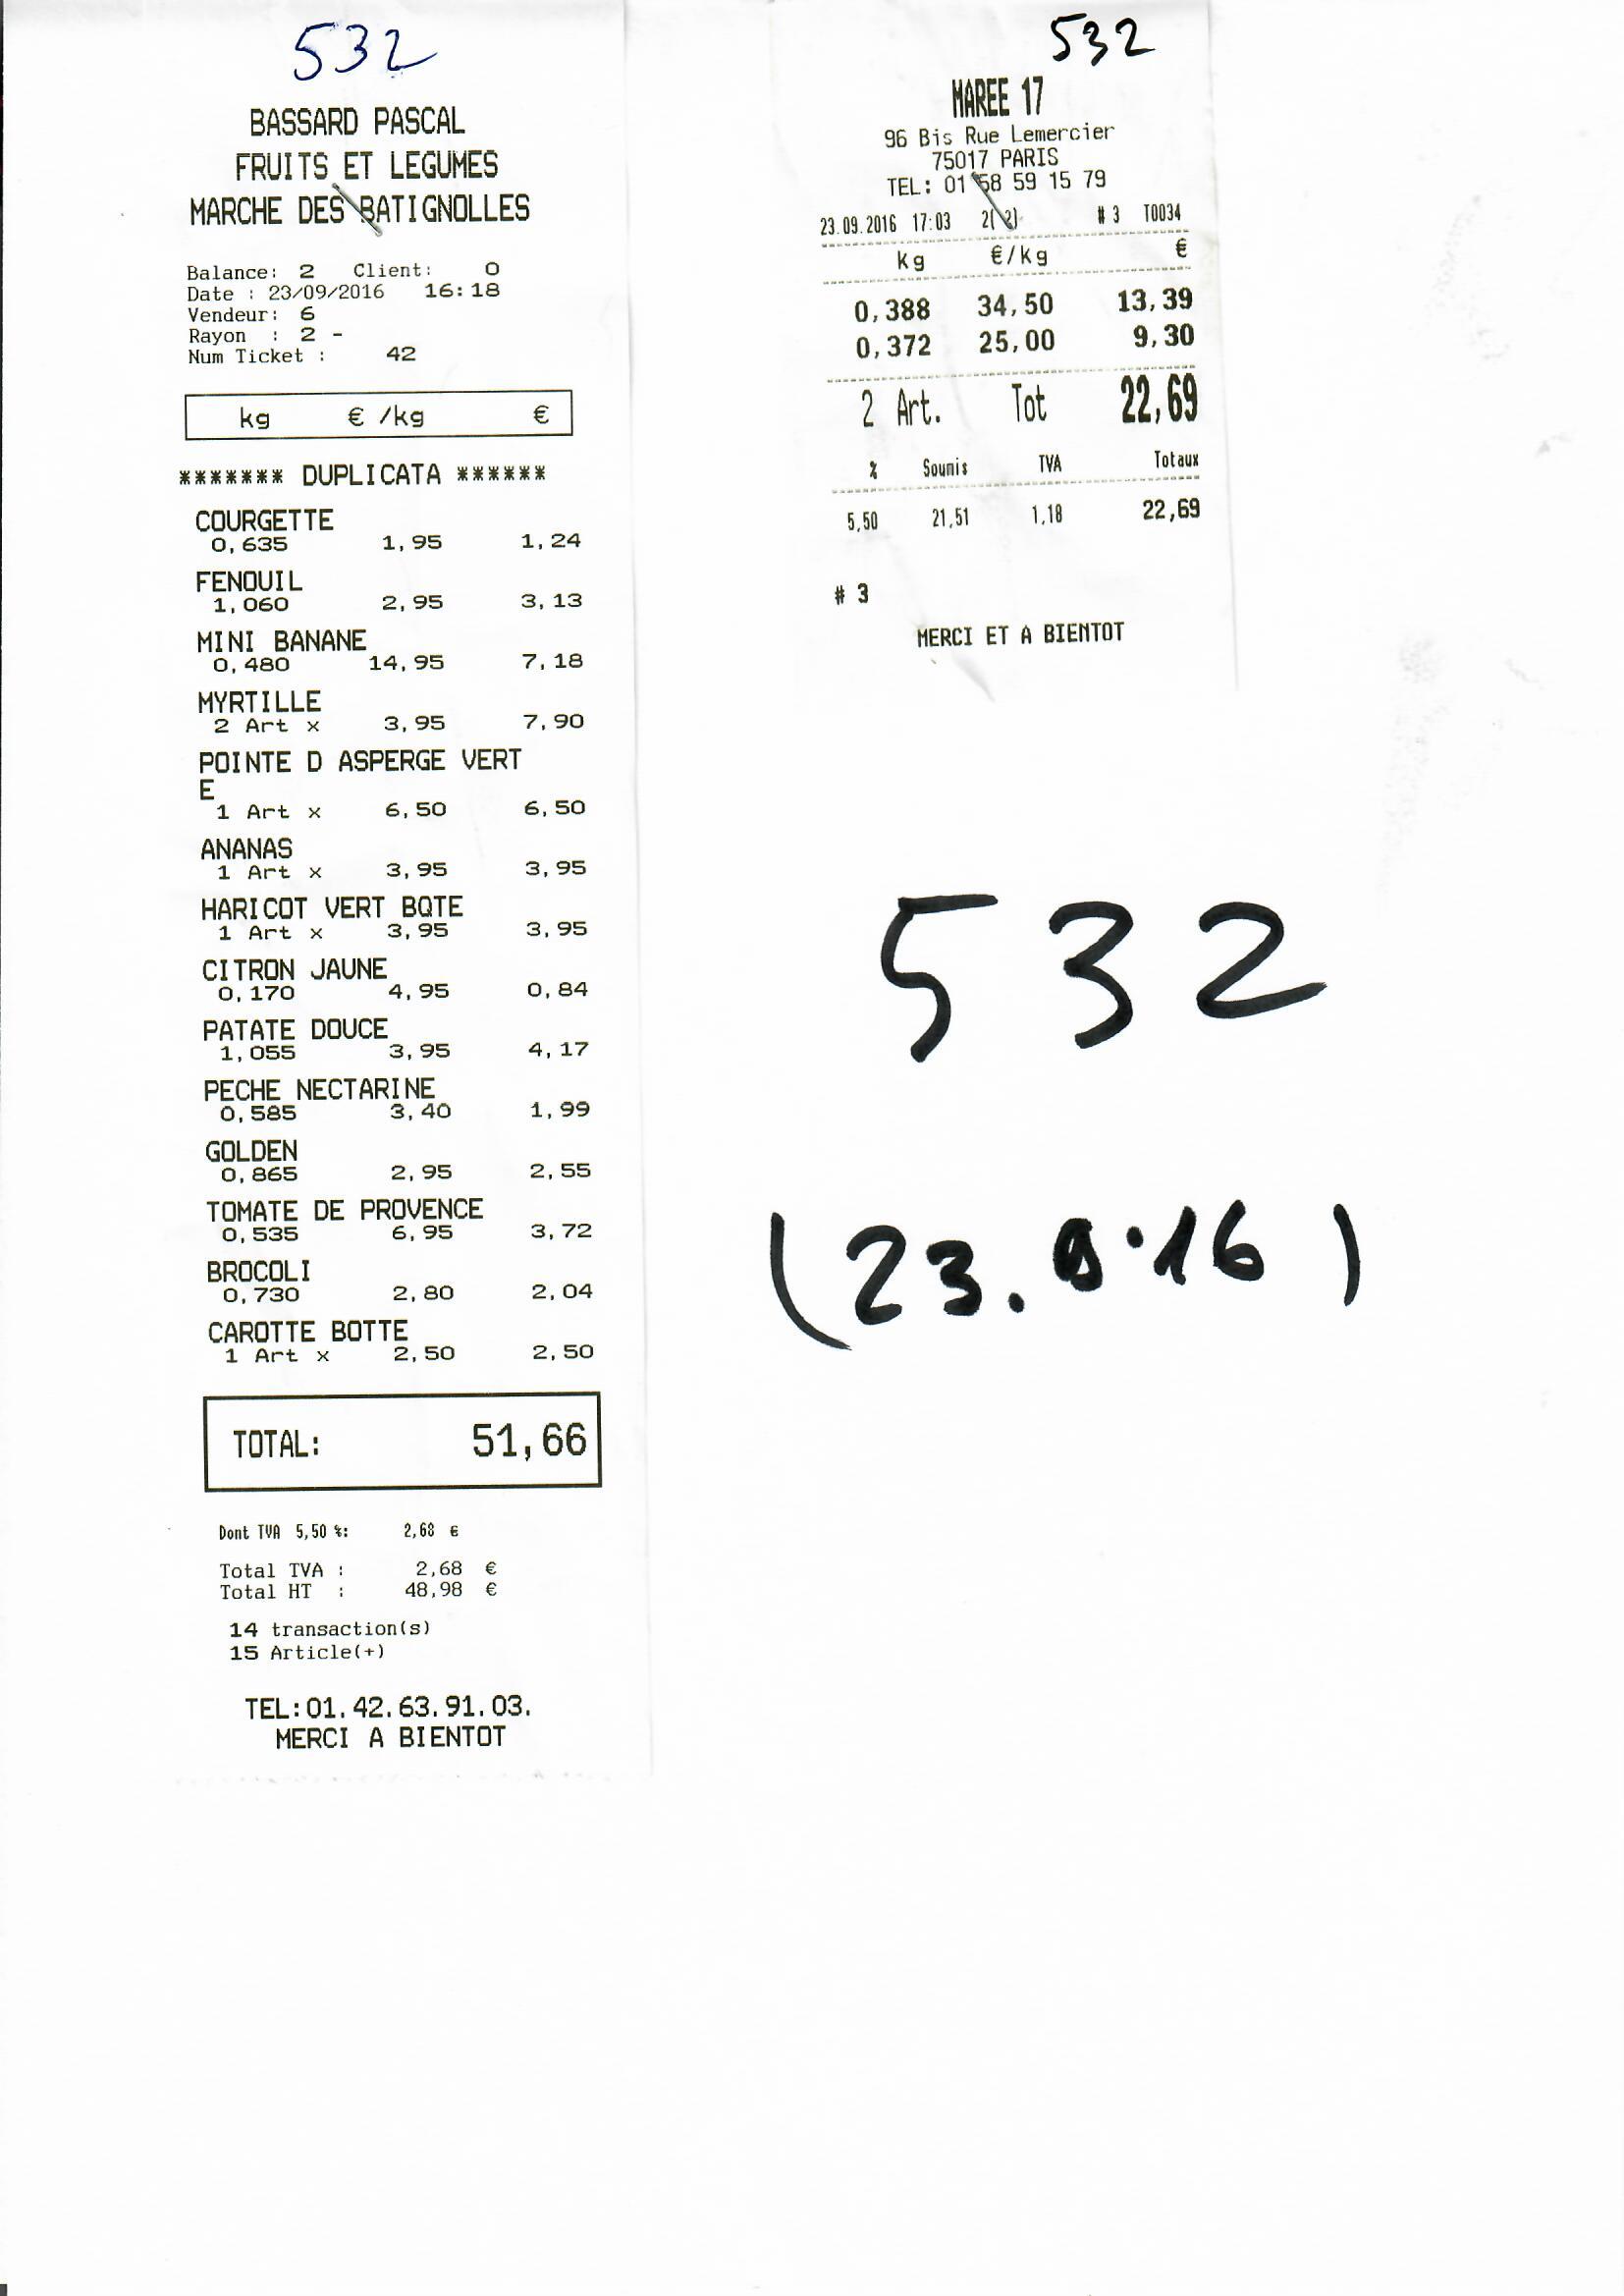 532
BASSARD PASCAL
FRUITS ET LEGUMES
MARCHE DES BATIGNOLLES
Balance: 2 Client: 0
Date : 23/09/2016 16:18
Vendeur: 6
Rayon : 2 -
Num Ticket : 42
kg € /kg €
******* DUPLICATA ******
COURGETTE
0,635 1,95 1,24
FENOUIL
1,060 2,95 3,13
MINI BANANE
0,480 14,95 7,18
MYRTILLE
2 Art x 3,95 7,90
POINTE D ASPERGE VERT
E
1 Art x 6,50 6,50
ANANAS
1 Art x 3,95 3,95
HARICOT VERT BQTE
1 Art x 3,95 3,95
CITRON JAUNE
0,170 4,95 0,84
PATATE DOUCE
1,055 3,95 4,17
PECHE NECTARINE
0,585 3,40 1,99
GOLDEN
0,865 2,95 2,55
TOMATE DE PROVENCE
0,535 6,95 3,72
BROCOLI
0,730 2,80 2,04
CAROTTE BOTTE
1 Art x 2,50 2,50
TOTAL: 51,66
Dont TVA 5,50 %: 2,68 €
Total TVA : 2,68 €
Total HT : 48,98 €
14 transaction(s)
15 Article(+)
TEL:01.42.63.91.03.
MERCI A BIENTOT
532
MAREE 17
96 Bis Rue Lemercier
75017 PARIS
TEL: 01 58 59 15 79
23.09.2016 17:03 2( 2) # 3 T0034
kg €/kg €
0,388 34,50 13,39
0,372 25,00 9,30
2 Art. Tot 22,69
% Soumis TVA Totaux
5,50 21,51 1,18 22,69
# 3
MERCI ET A BIENTOT
532
(23. .16)